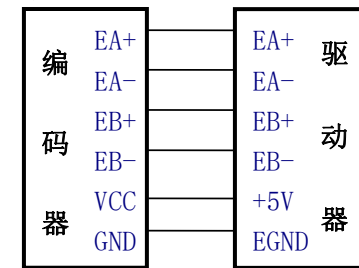 编码器
EA+
EA-
EB+
EB-
VCC
GND
EA+
EA-
EB+
EB-
+5V
EGND
驱动器